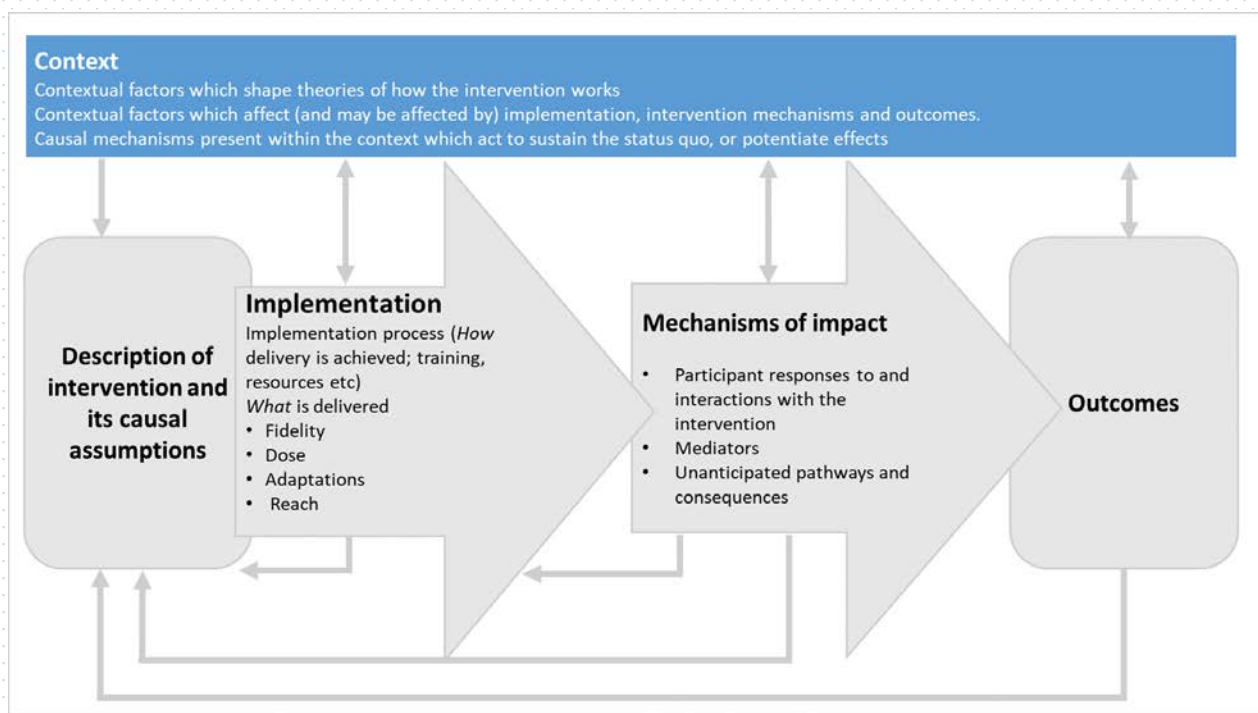 Context
Contextual factors which shape theories of how the intervention works
Contextual factors which affect (and may be affected by) implementation, intervention mechanisms and outcomes.
Causal mechanisms present within the context which act to sustain the status quo, or potentiate effects
Description of
intervention and
its causal
assumptions
Implementation
Implementation process (How
delivery is achieved; training,
resources etc)
What is delivered
• Fidelity
• Dose
• Adaptations
• Reach
Mechanisms of impact
• Participant responses to and
interactions with the
intervention
• Mediators
• Unanticipated pathways and
consequences
Outcomes